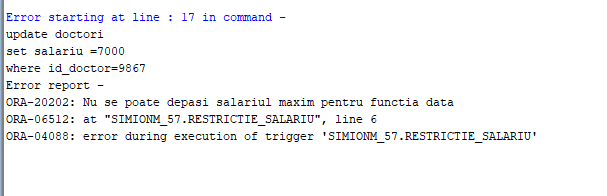 Error starting at line : 17 in command -
update doctori
set salariu =7000
where id_doctor=9867
Error report -
ORA-20202: Nu se poate depasi salariul maxim pentru functia data
ORA-06512: at "SIMIONM_57.RESTRICTIE_SALARIU", line 6
ORA-04088: error during execution of trigger 'SIMIONM_57.RESTRICTIE_SALARIU'